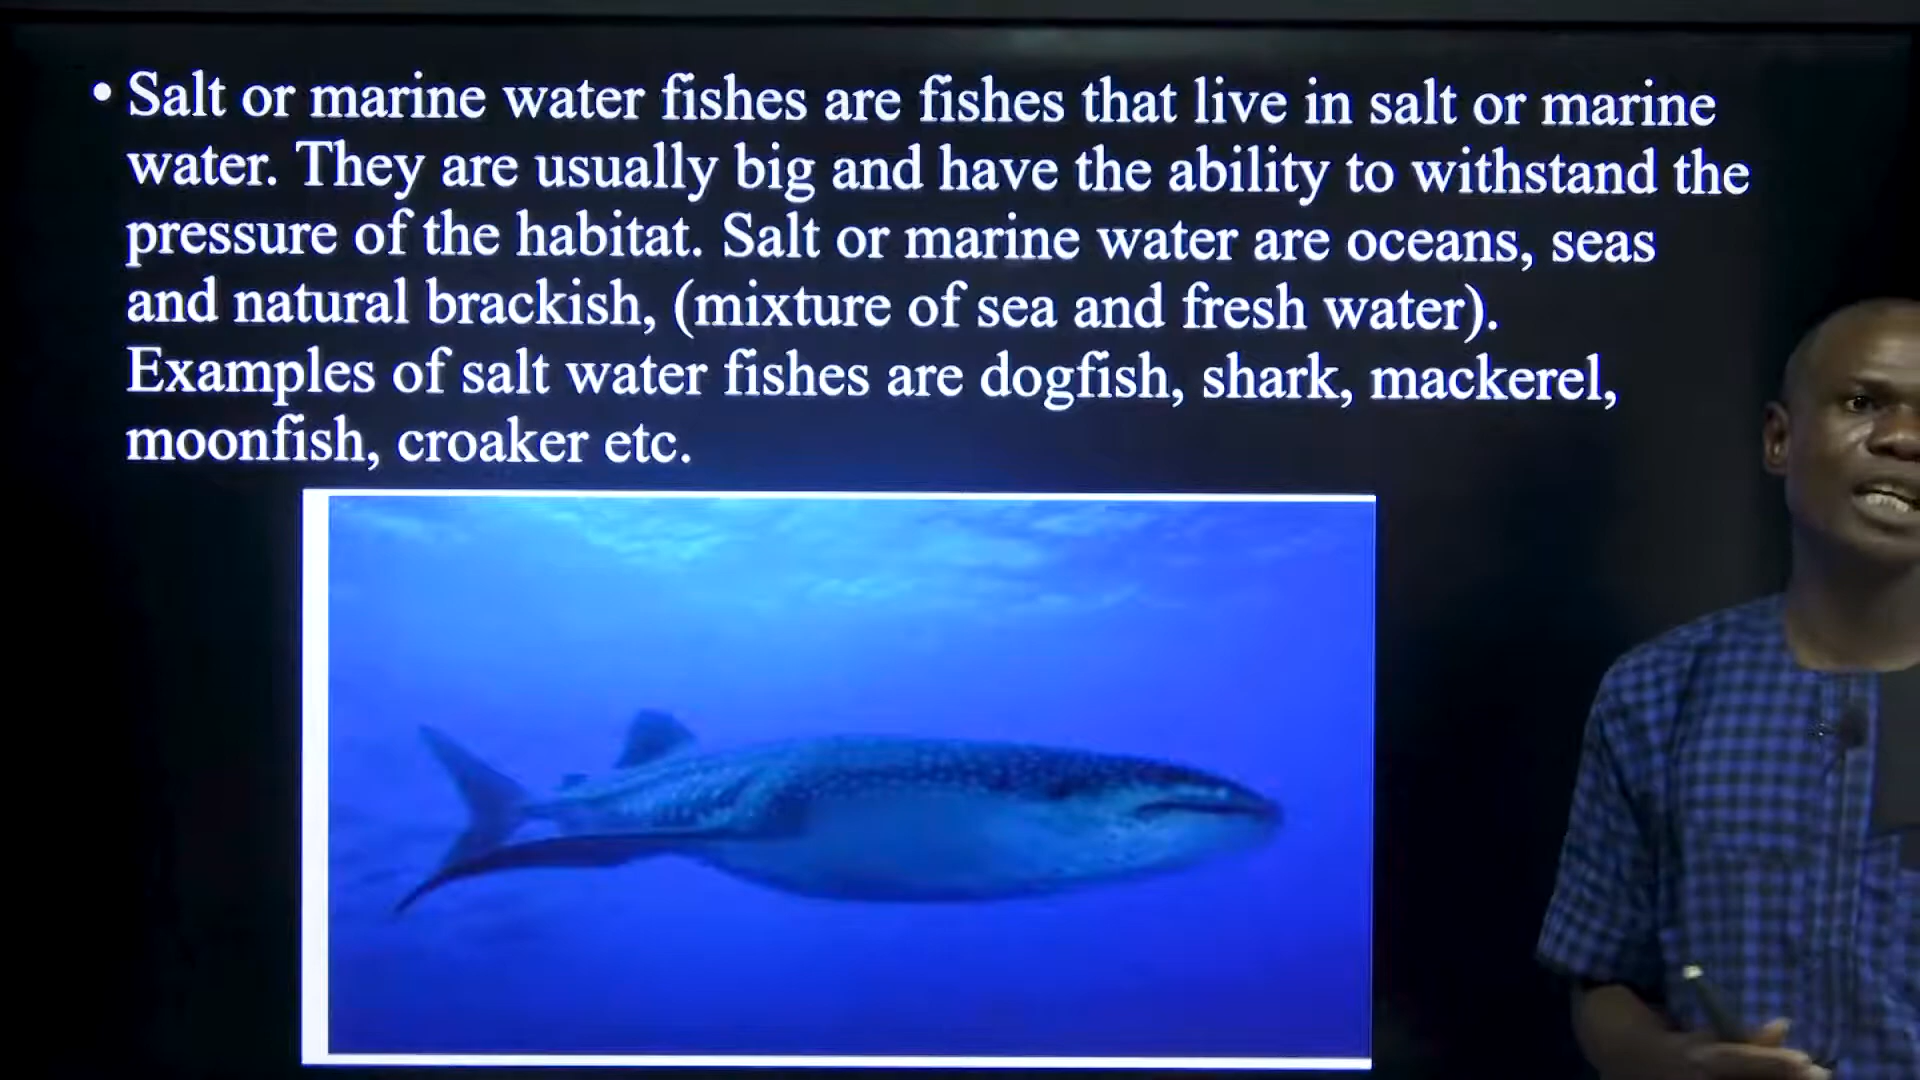 • Salt or marine water fishes are fishes that live in salt or marine
water. They are usually big and have the ability to withstand the
pressure of the habitat. Salt or marine water are oceans, seas
and natural brackish, (mixture of sea and fresh water).
Examples of salt water fishes are dogfish, shark, mackerel,
moonfish, croaker etc.